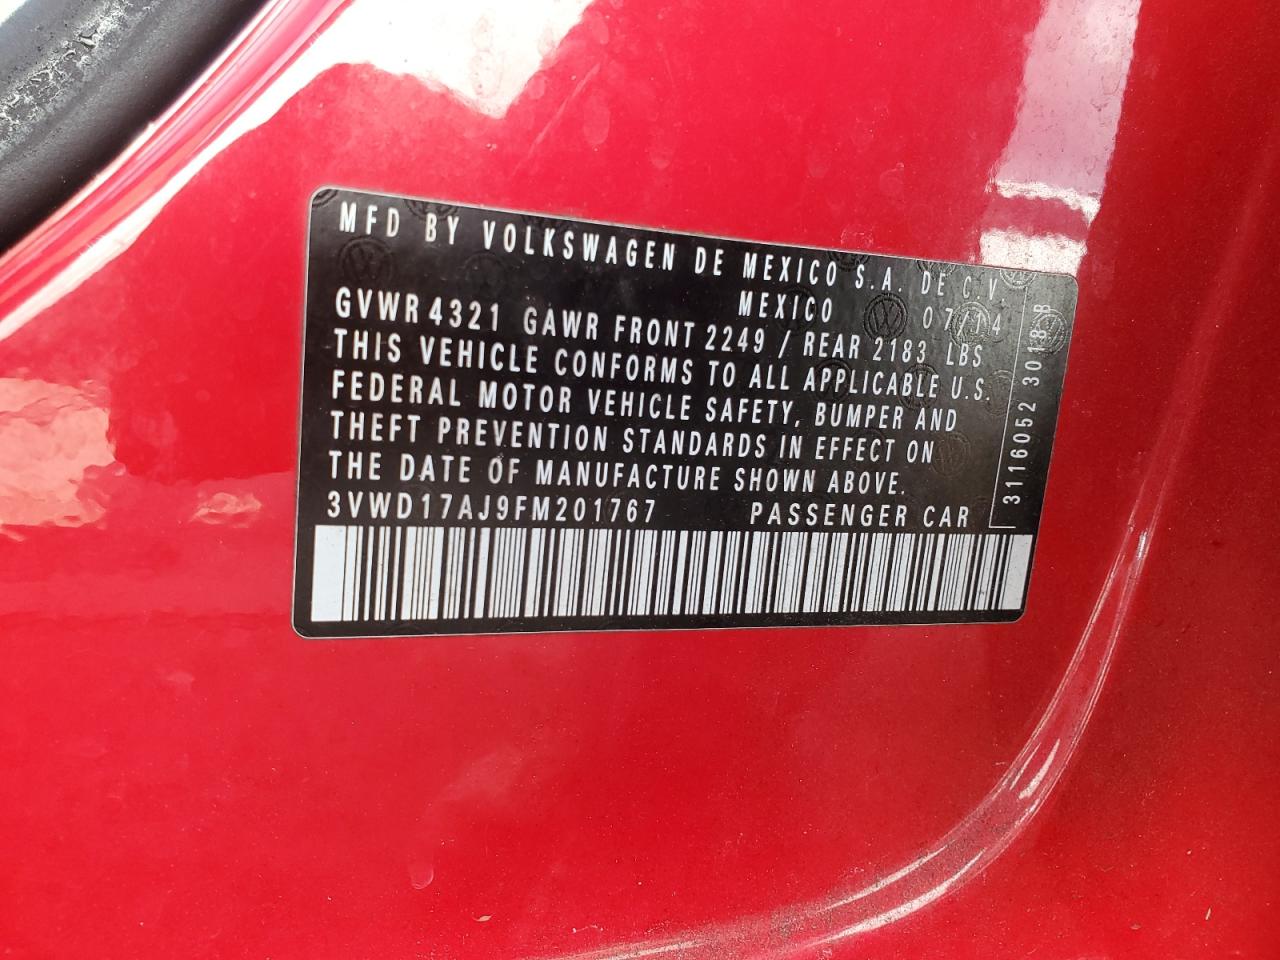 MFD BY VOLKSWAGEN DE MEXICO S.A. DE C.V
MEXICO 07/14
GVWR 4321 GAWR FRONT 2249 / REAR 2183 LBS
THIS VEHICLE CONFORMS TO ALL APPLICABLE U.S.
FEDERAL MOTOR VEHICLE SAFETY, BUMPER AND
THEFT PREVENTION STANDARDS IN EFFECT ON
THE DATE OF MANUFACTURE SHOWN ABOVE.
3VWD17AJ9FM201767 PASSENGER CAR
3116052 3018 B